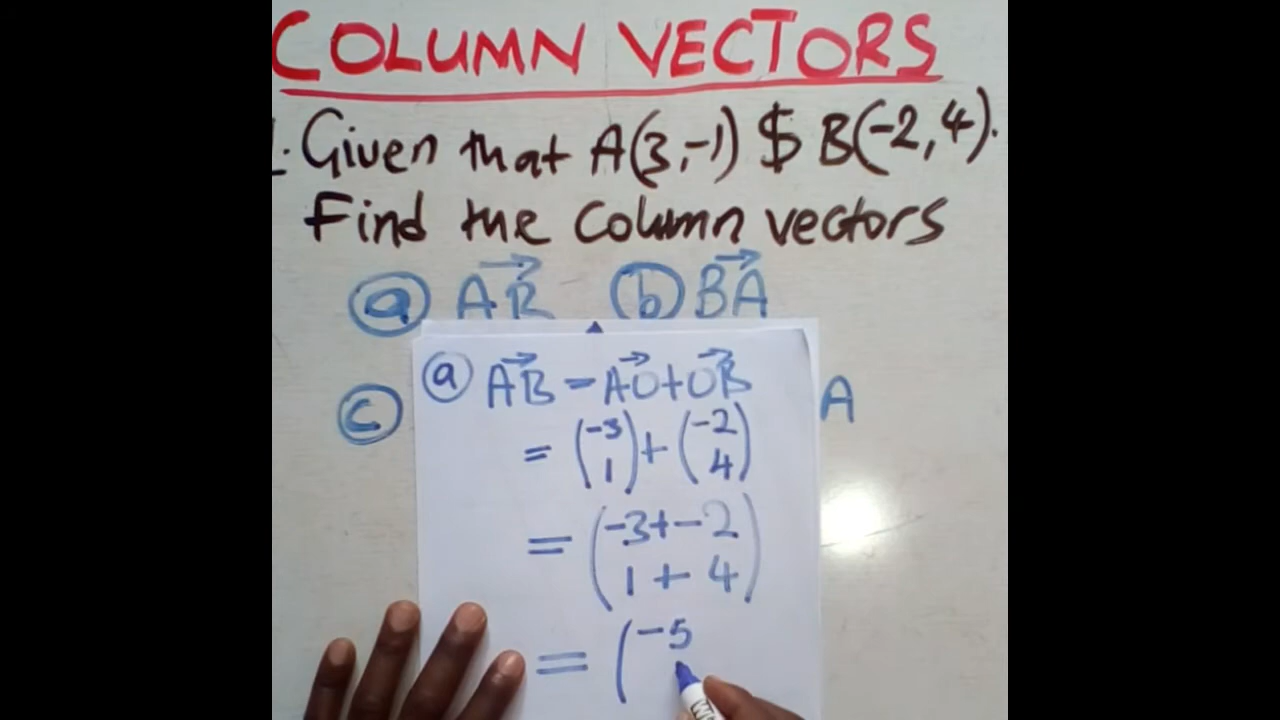 COLUMN VECTORS
1. Given that A(3,-1) $ B(-2,4).
Find the column vectors
ⓐ AB→ ⓑ BA→
ⓒ A
ⓐ AB→ = AO→ + OB→
= (-3 1) + (-2 4)
= (-3+-2 1+4)
= (-5